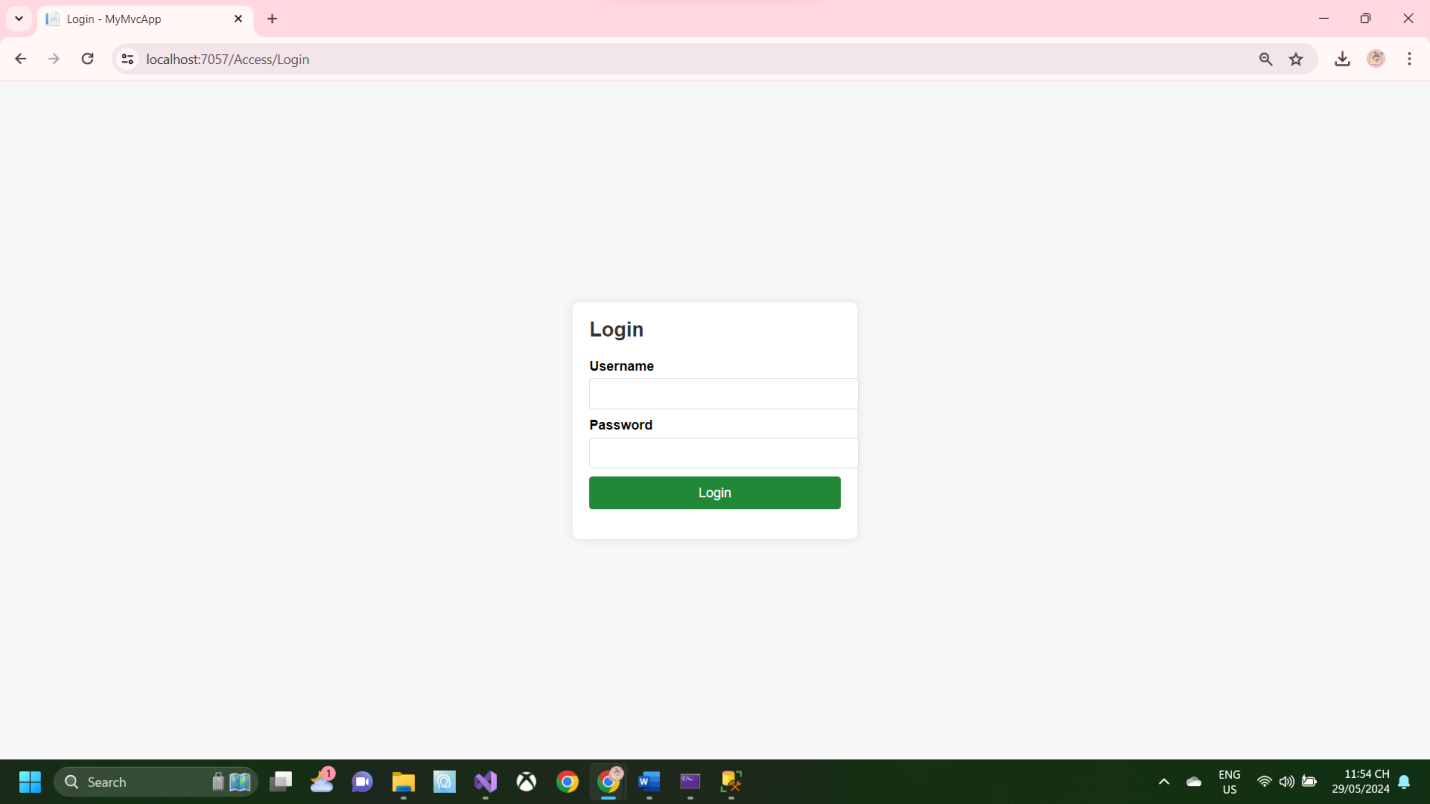 Login - MyMvcApp
localhost:7057/Access/Login
Login
Username
Password
Login
Search
1
ENG
US
11:54 CH
29/05/2024